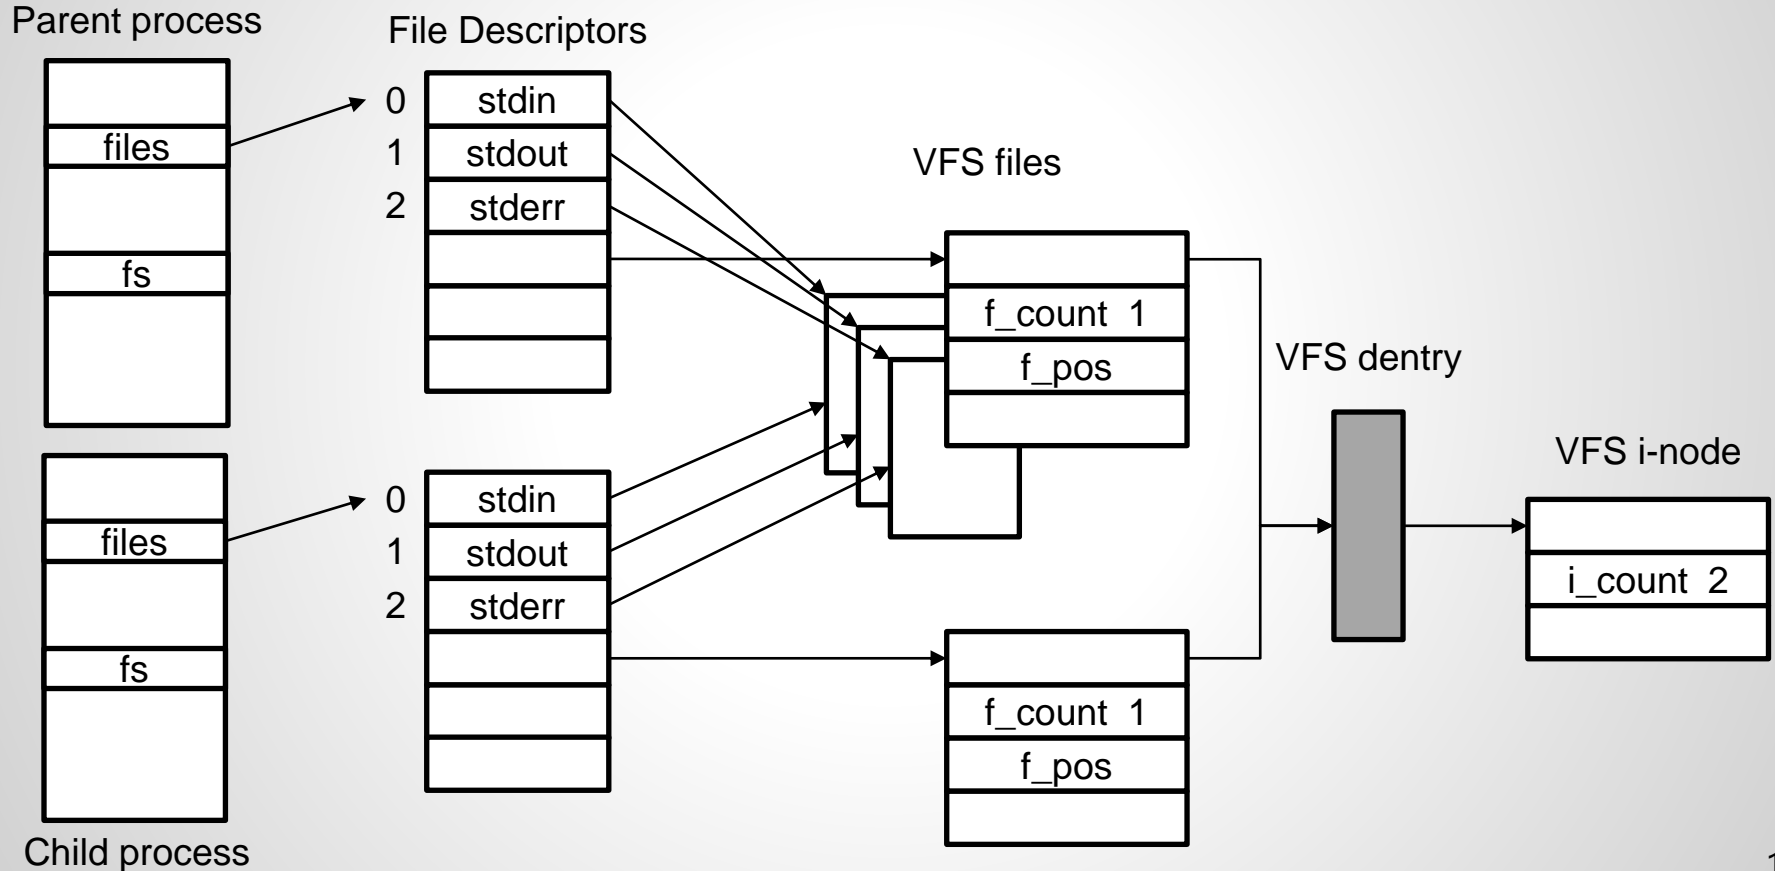 Parent process
File Descriptors
files
fs
0 stdin
1 stdout
2 stderr
VFS files
f_count 1
f_pos
VFS dentry
VFS i-node
i_count 2
files
fs
0 stdin
1 stdout
2 stderr
f_count 1
f_pos
Child process